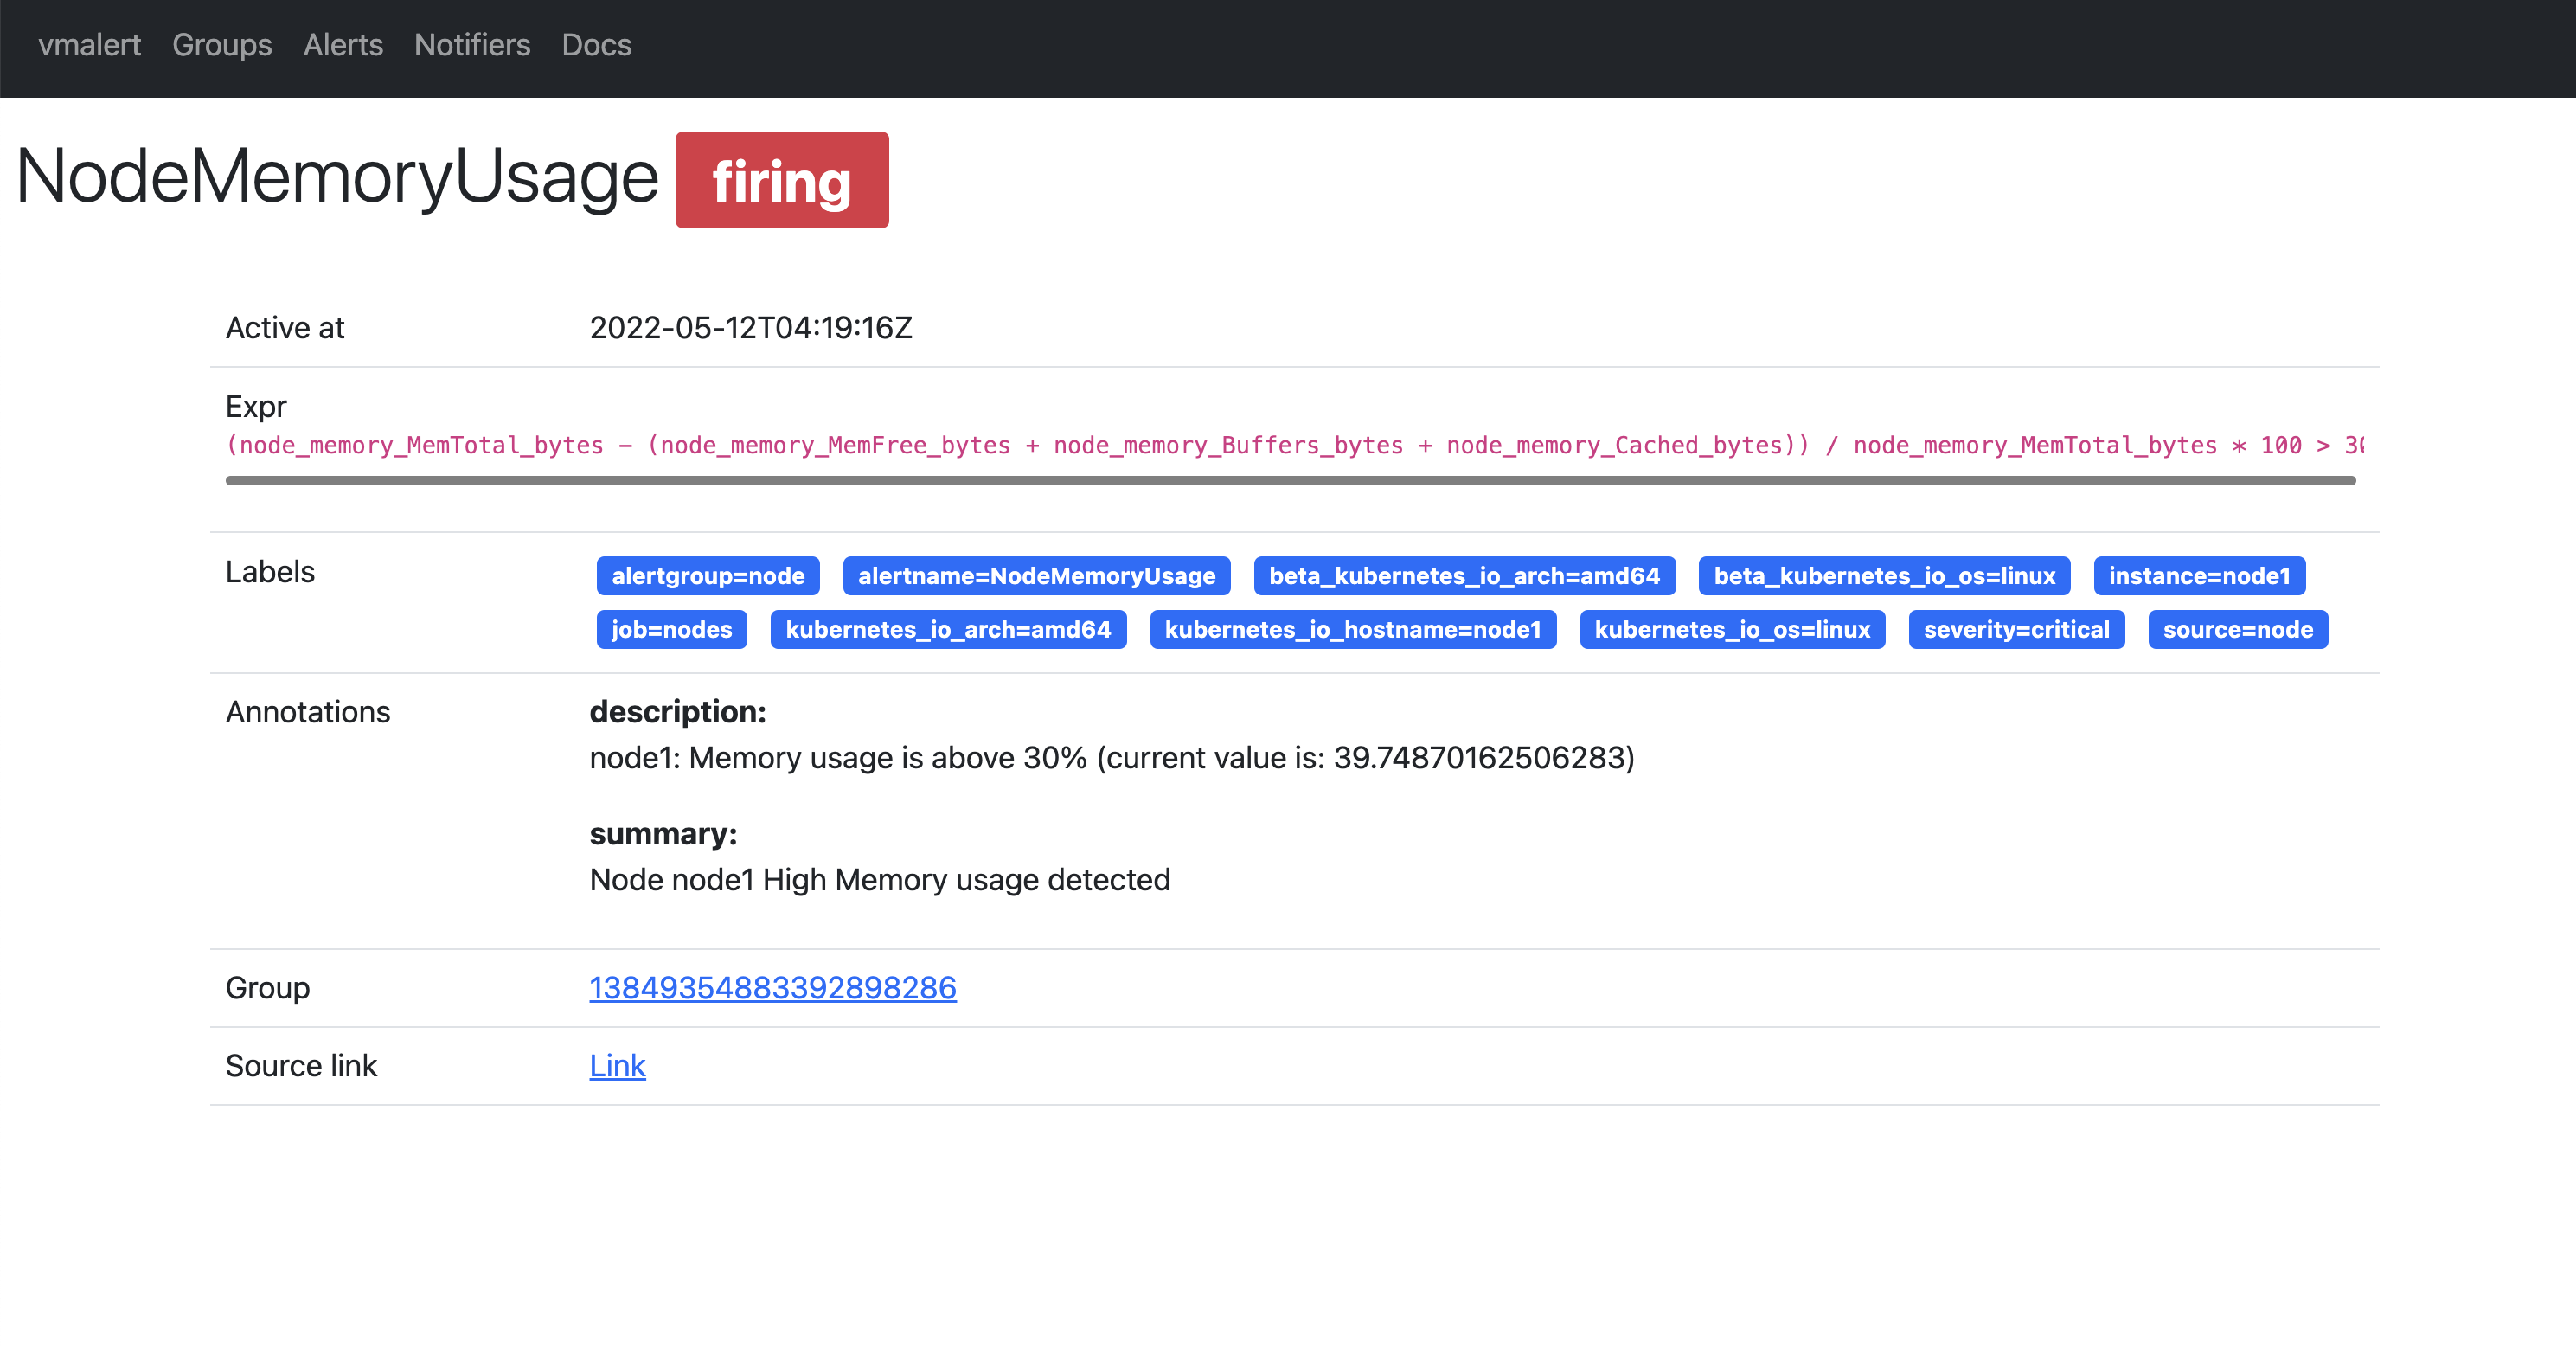 vmalert Groups Alerts Notifiers Docs
NodeMemoryUsage firing
Active at 2022-05-12T04:19:16Z
Expr
(node_memory_MemTotal_bytes - (node_memory_MemFree_bytes + node_memory_Buffers_bytes + node_memory_Cached_bytes)) / node_memory_MemTotal_bytes * 100 > 30
Labels alertgroup=node alertname=NodeMemoryUsage beta_kubernetes_io_arch=amd64 beta_kubernetes_io_os=linux instance=node1
job=nodes kubernetes_io_arch=amd64 kubernetes_io_hostname=node1 kubernetes_io_os=linux severity=critical source=node
Annotations description:
node1: Memory usage is above 30% (current value is: 39.74870162506283)
summary:
Node node1 High Memory usage detected
Group 13849354883392898286
Source link Link